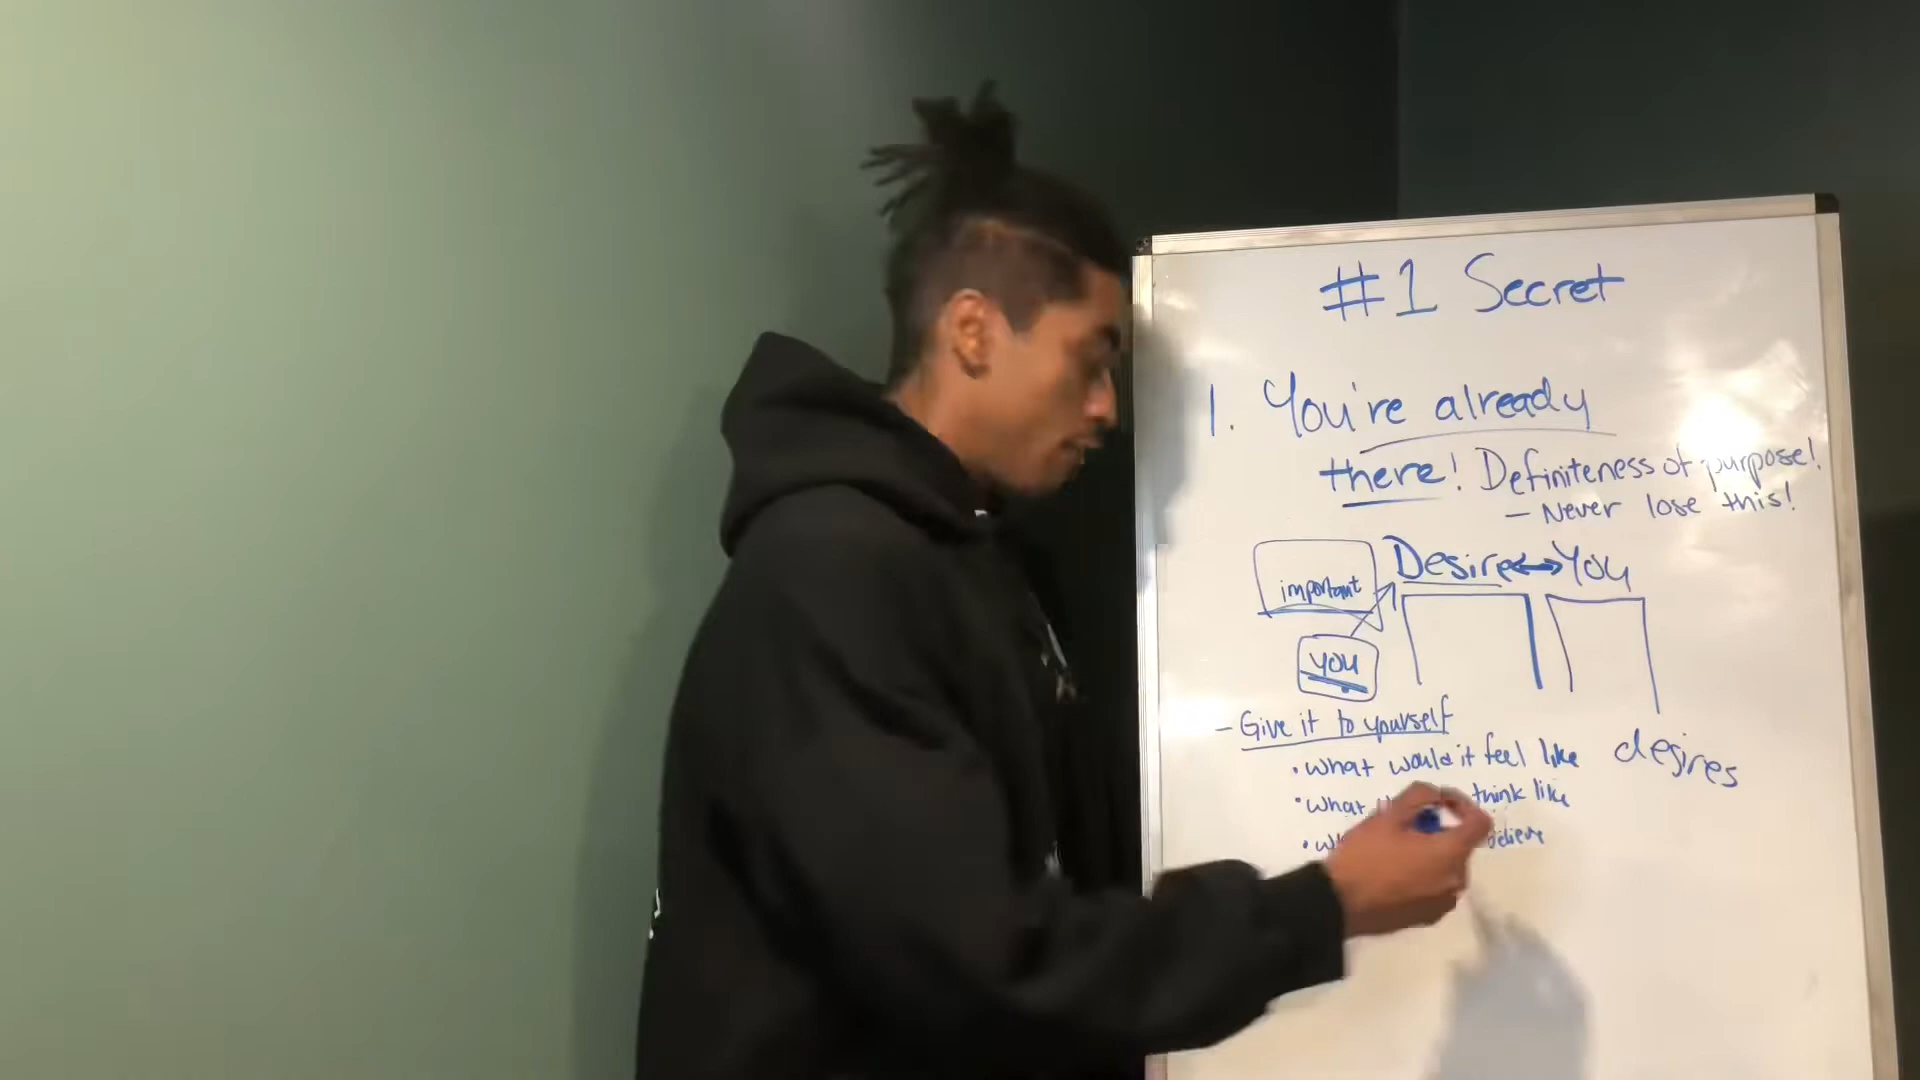 #1 Secret
1. You're already
there! Definiteness of purpose!
- Never lose this!
important
Desire ↔ You
you
- Give it to yourself
• what would it feel like
desires
• what think like
• believe